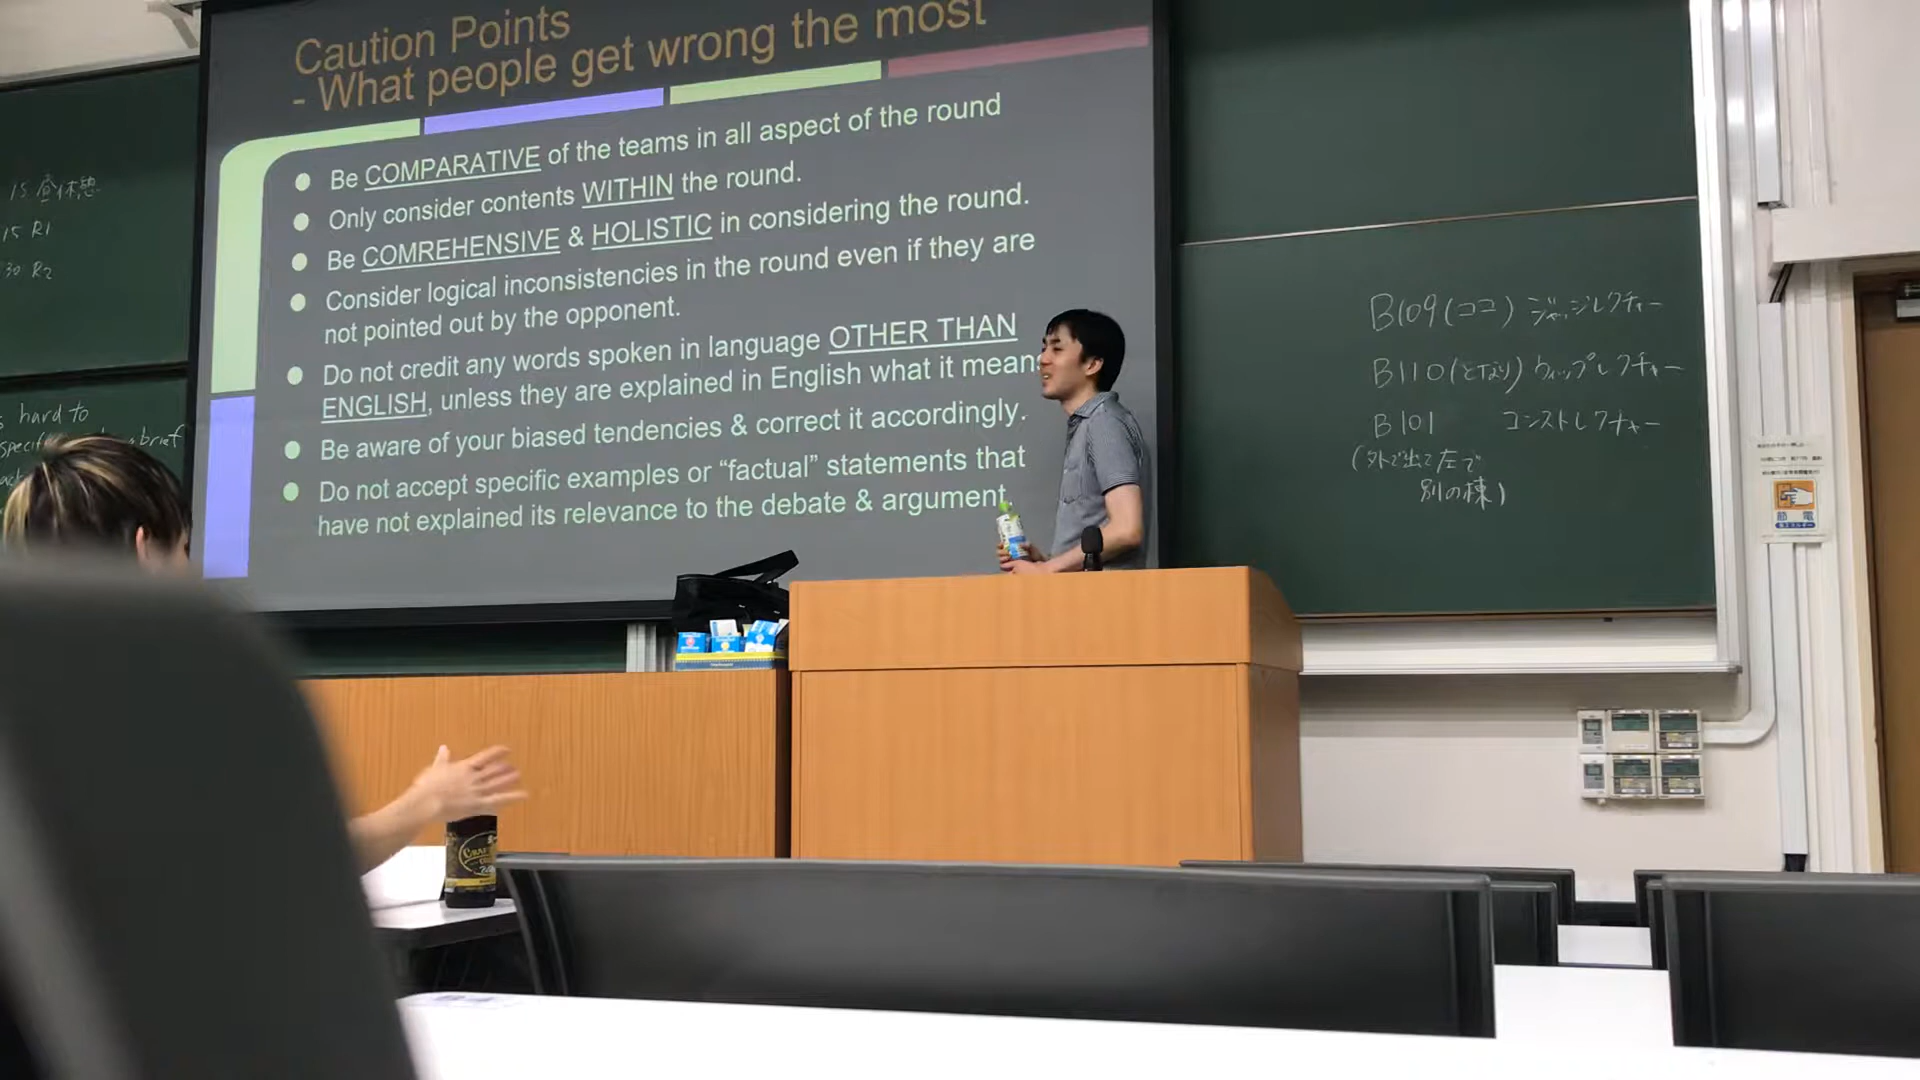 Caution Points
- What people get wrong the most
Be COMPARATIVE of the teams in all aspect of the round
Only consider contents WITHIN the round.
Be COMREHENSIVE & HOLISTIC in considering the round.
Consider logical inconsistencies in the round even if they are
not pointed out by the opponent.
Do not credit any words spoken in language OTHER THAN
ENGLISH, unless they are explained in English what it mean
Be aware of your biased tendencies & correct it accordingly.
Do not accept specific examples or “factual” statements that
have not explained its relevance to the debate & argument.
15 昼休憩
15 R1
30 R2
hard to
brief
B109 (ココ) ジャッジレクチャー
B110 (となり) ウィップレクチャー
B101 コンストレクチャー
(外で出て左で
別の棟)
節電